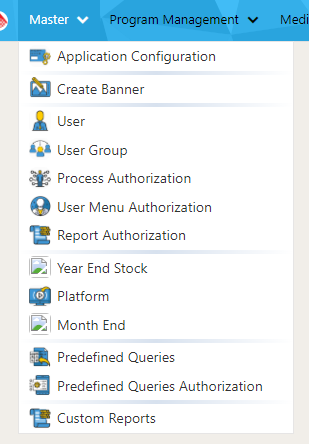 Master Program Management Medi
Application Configuration
Create Banner
User
User Group
Process Authorization
User Menu Authorization
Report Authorization
Year End Stock
Platform
Month End
Predefined Queries
Predefined Queries Authorization
Custom Reports